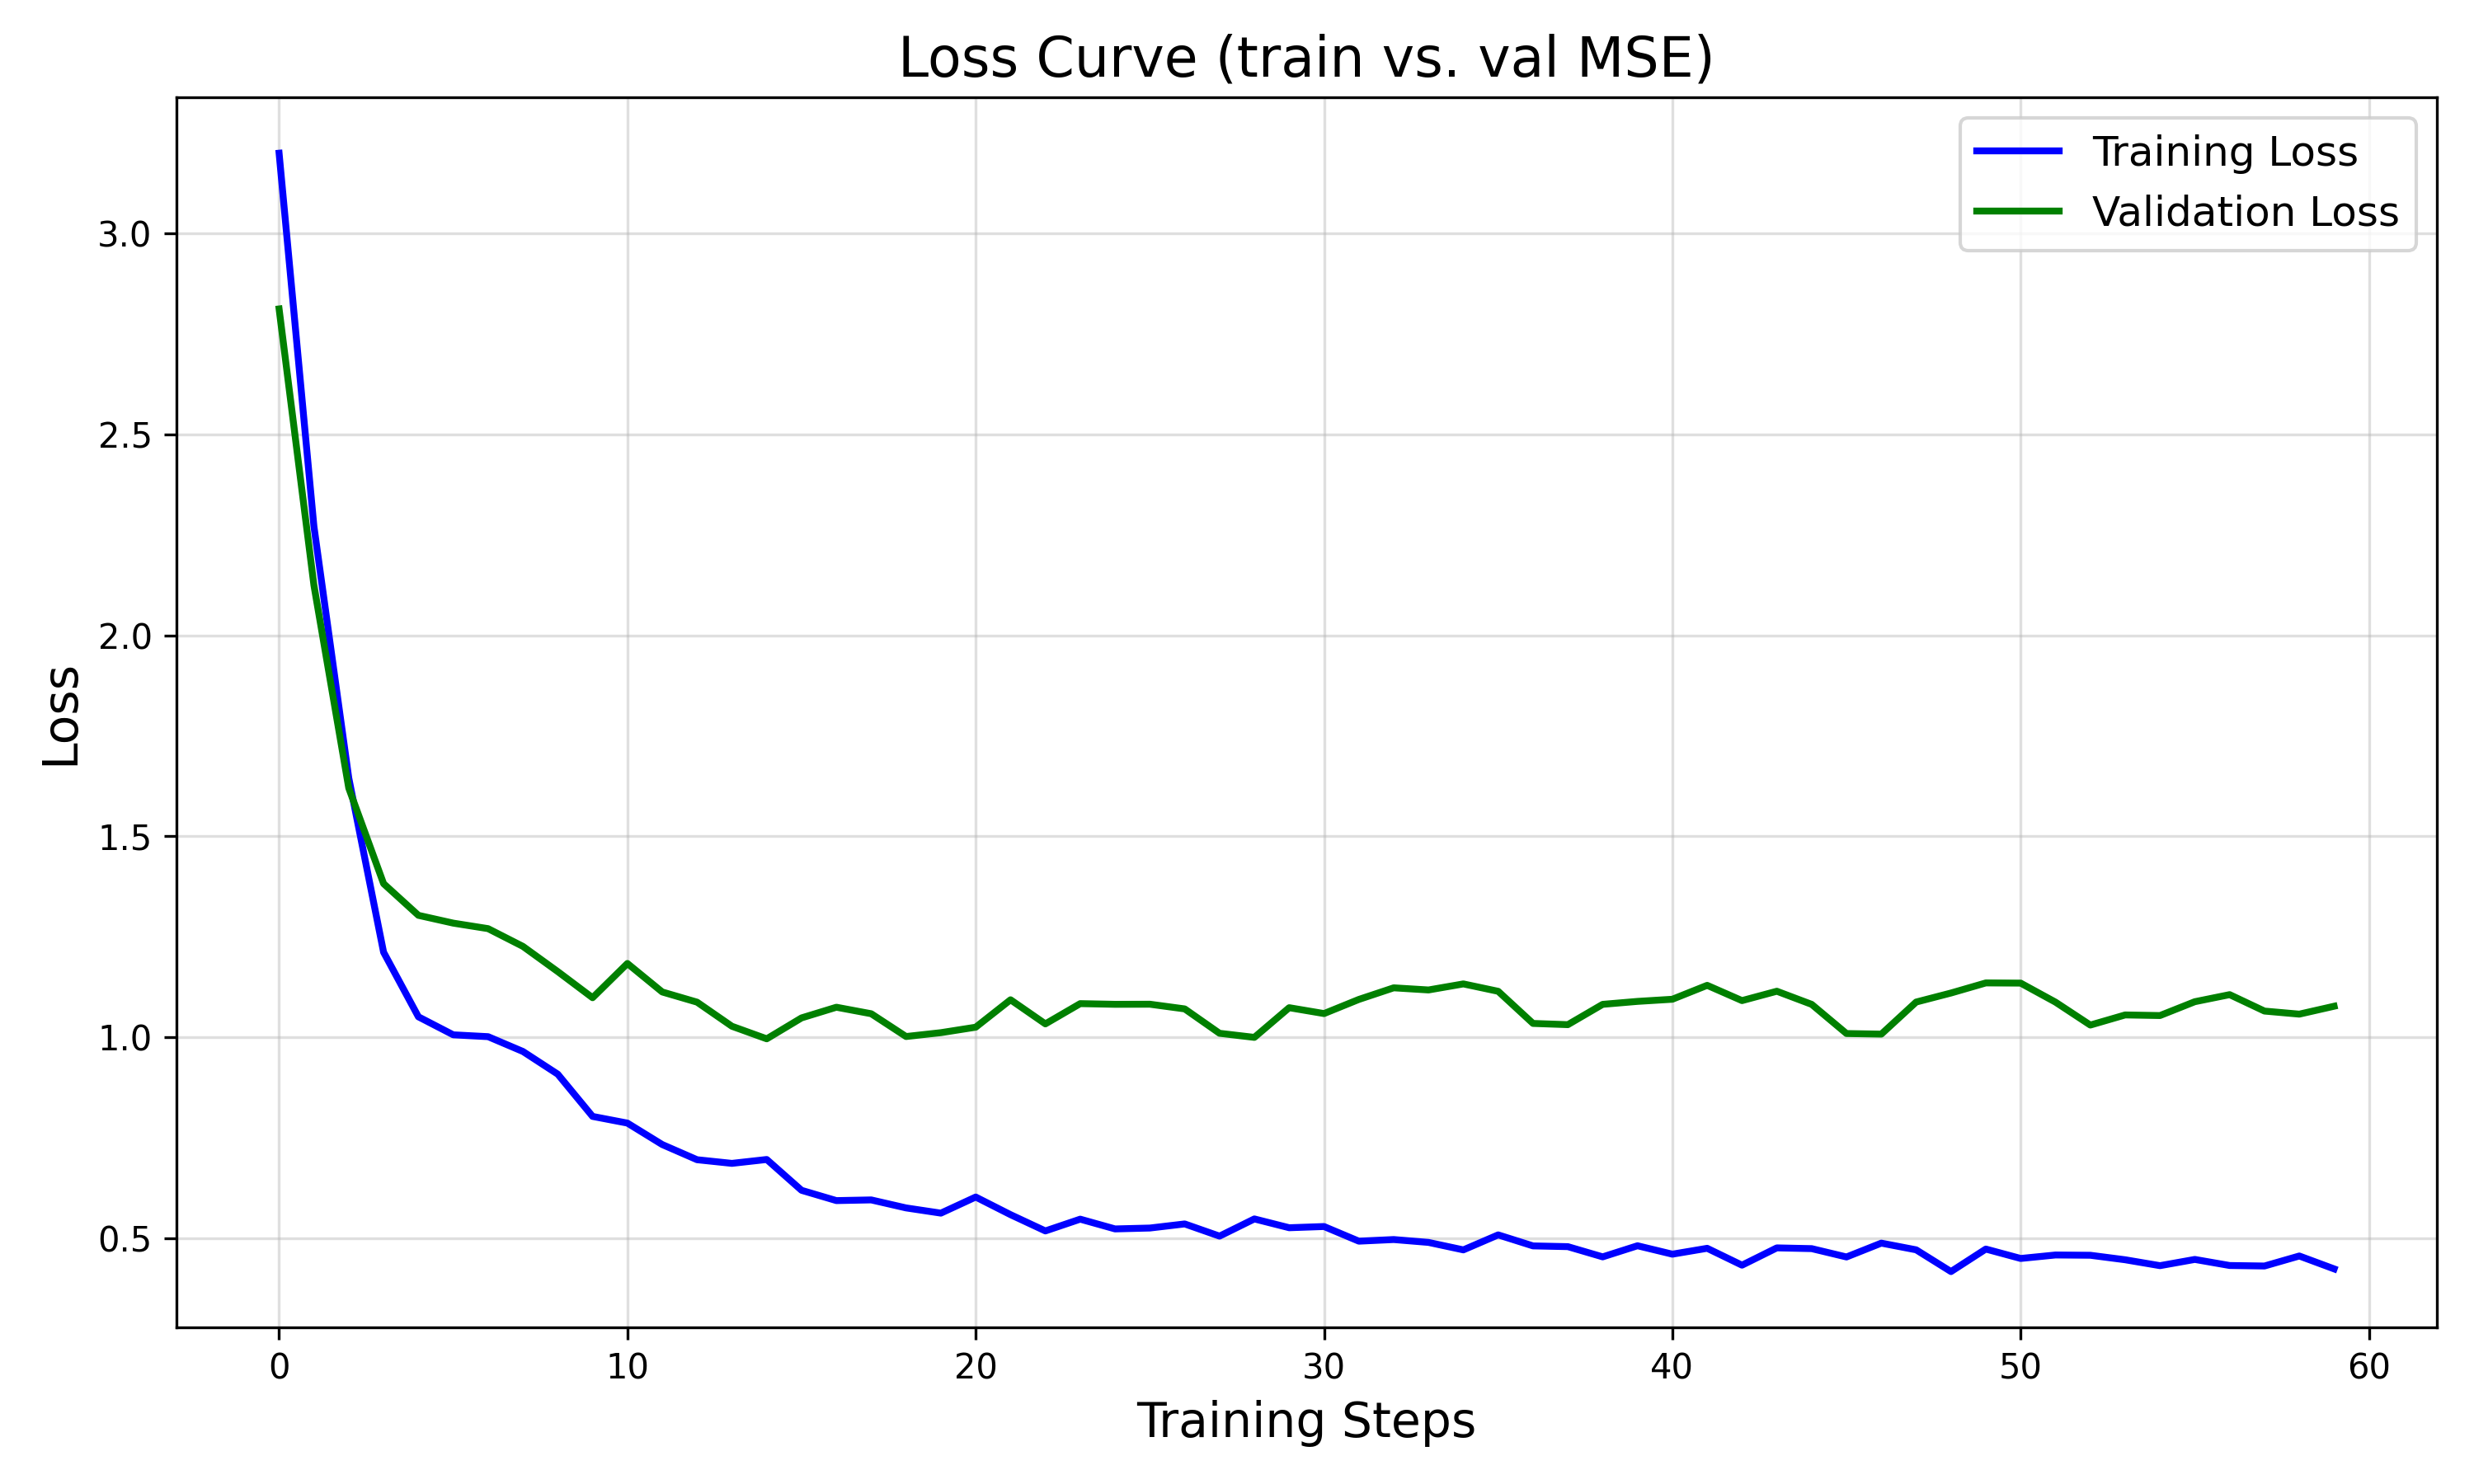 Loss Curve (train vs. val MSE)
Training Loss
Validation Loss
Loss
3.0
2.5
2.0
1.5
1.0
0.5
0 10 20 30 40 50 60
Training Steps